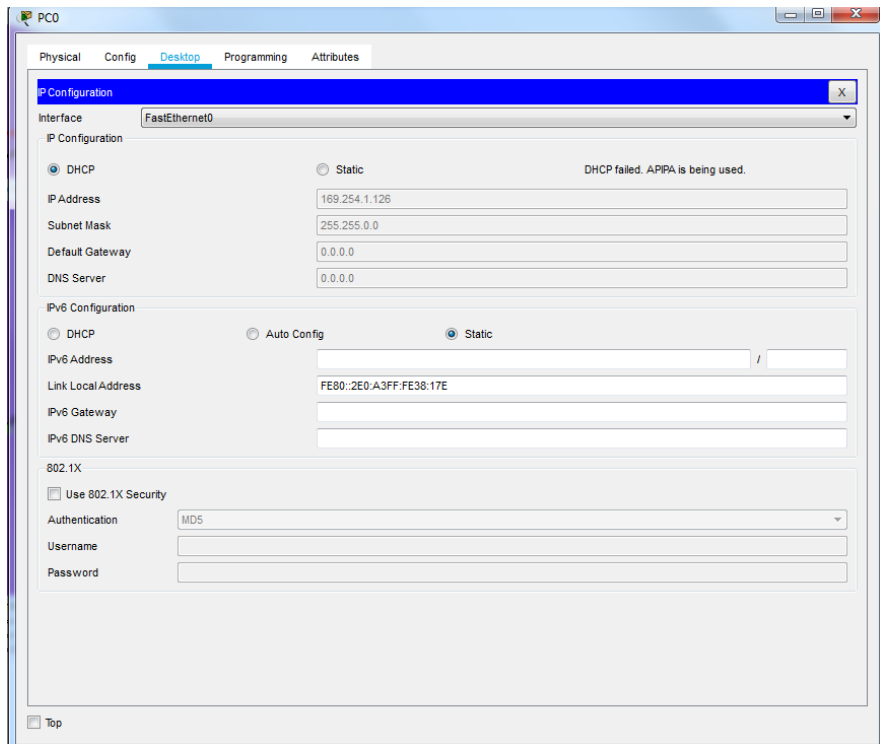 PC0
Physical Config Desktop Programming Attributes
IP Configuration X
Interface FastEthernet0
IP Configuration
DHCP Static DHCP failed. APIPA is being used.
IP Address 169.254.1.126
Subnet Mask 255.255.0.0
Default Gateway 0.0.0.0
DNS Server 0.0.0.0
IPv6 Configuration
DHCP Auto Config Static
IPv6 Address /
Link Local Address FE80::2E0:A3FF:FE38:17E
IPv6 Gateway
IPv6 DNS Server
802.1X
Use 802.1X Security
Authentication MD5
Username
Password
Top